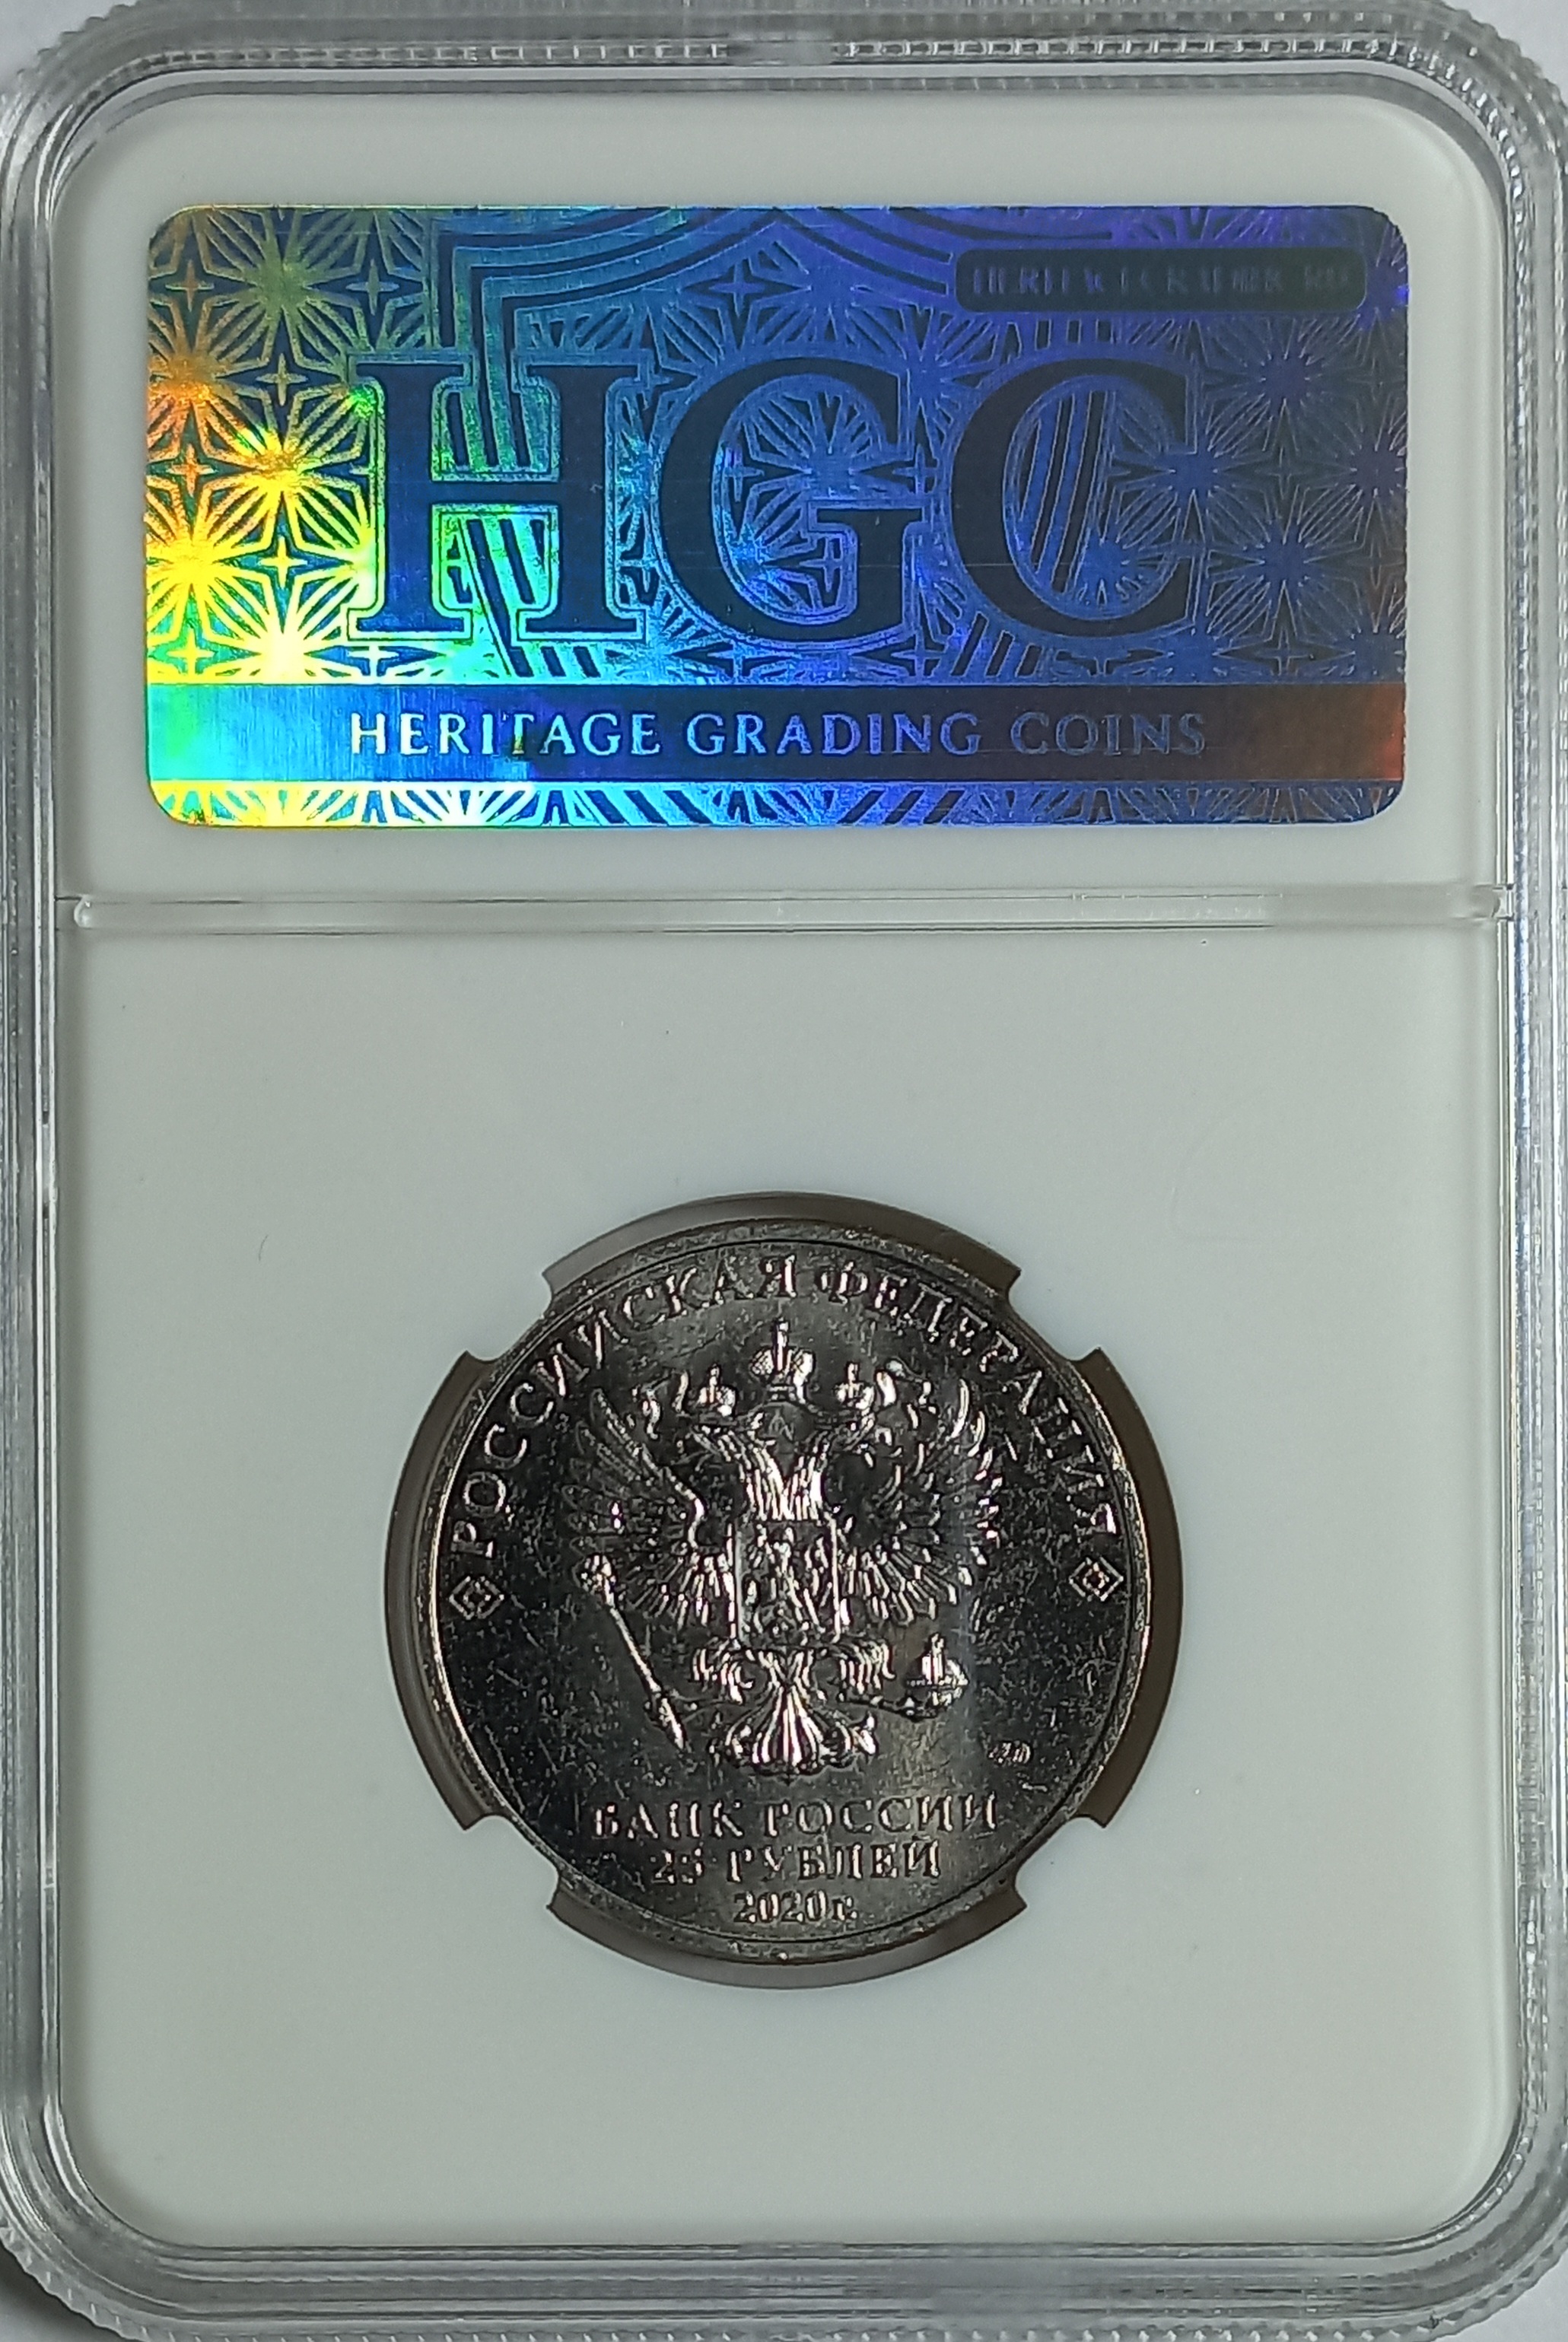 HGC
HERITAGE GRADING COINS
РОССИЙСКАЯ ФЕДЕРАЦИЯ
БАНК РОССИИ
25 РУБЛЕЙ
2020 г.